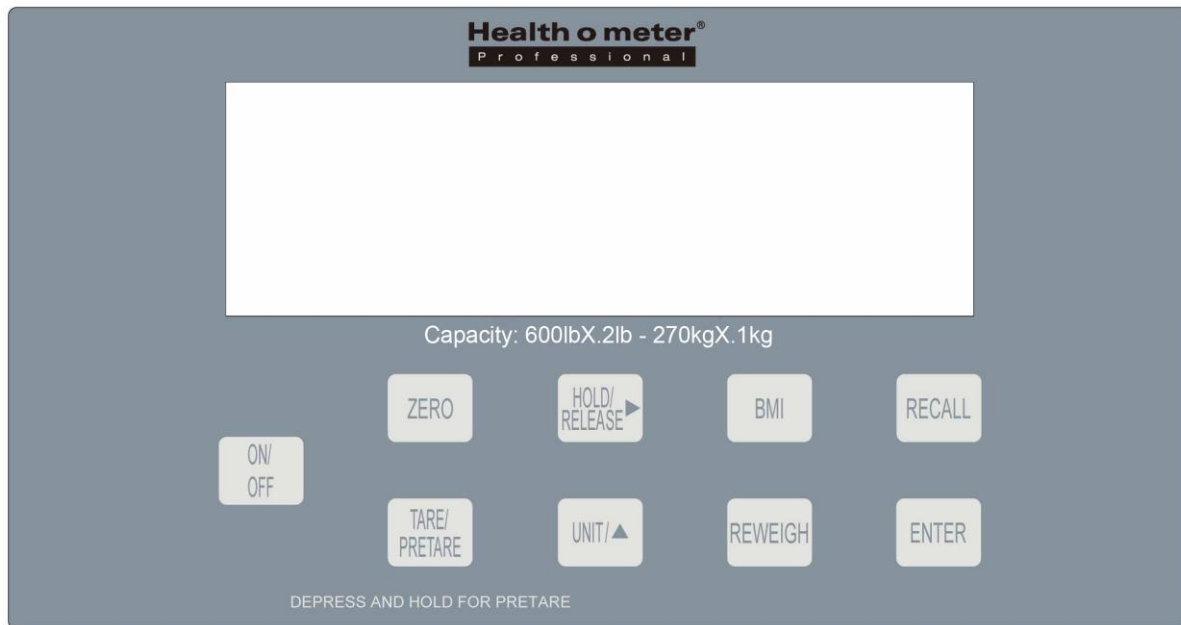 Health o meter®
Professional
Capacity: 600lbX.2lb - 270kgX.1kg
ZERO
HOLD/
RELEASE▶
BMI
RECALL
ON/
OFF
TARE/
PRETARE
UNIT/▲
REWEIGH
ENTER
DEPRESS AND HOLD FOR PRETARE